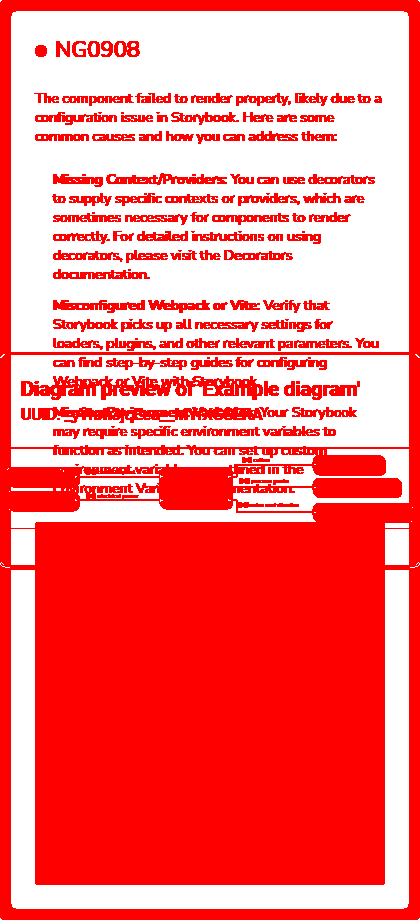 NG0908
The component failed to render properly, likely due to a
configuration issue in Storybook. Here are some
common causes and how you can address them:
Missing Context/Providers: You can use decorators
to supply specific contexts or providers, which are
sometimes necessary for components to render
correctly. For detailed instructions on using
decorators, please visit the Decorators
documentation.
Misconfigured Webpack or Vite: Verify that
Storybook picks up all necessary settings for
loaders, plugins, and other relevant parameters. You
can find step-by-step guides for configuring
Webpack or Vite with Storybook.
Diagram preview of 'Example diagram'
Your Storybook
may require specific environment variables to
function as intended. You can set up custom
environment variables as outlined in the
Environment Variables documentation.